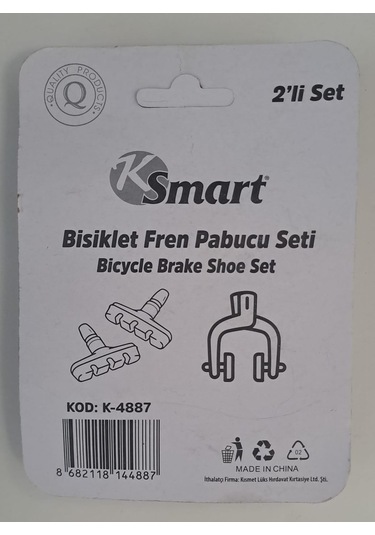 QUALITY PRODUCTS
Q
2'li Set
KSmart
Bisiklet Fren Pabucu Seti
Bicycle Brake Shoe Set
KOD: K-4887
8 682118 144887
02
MADE IN CHINA
İthalatçı Firma: Kısmet Lüks Hırdavat Kırtasiye Ltd. Şti.